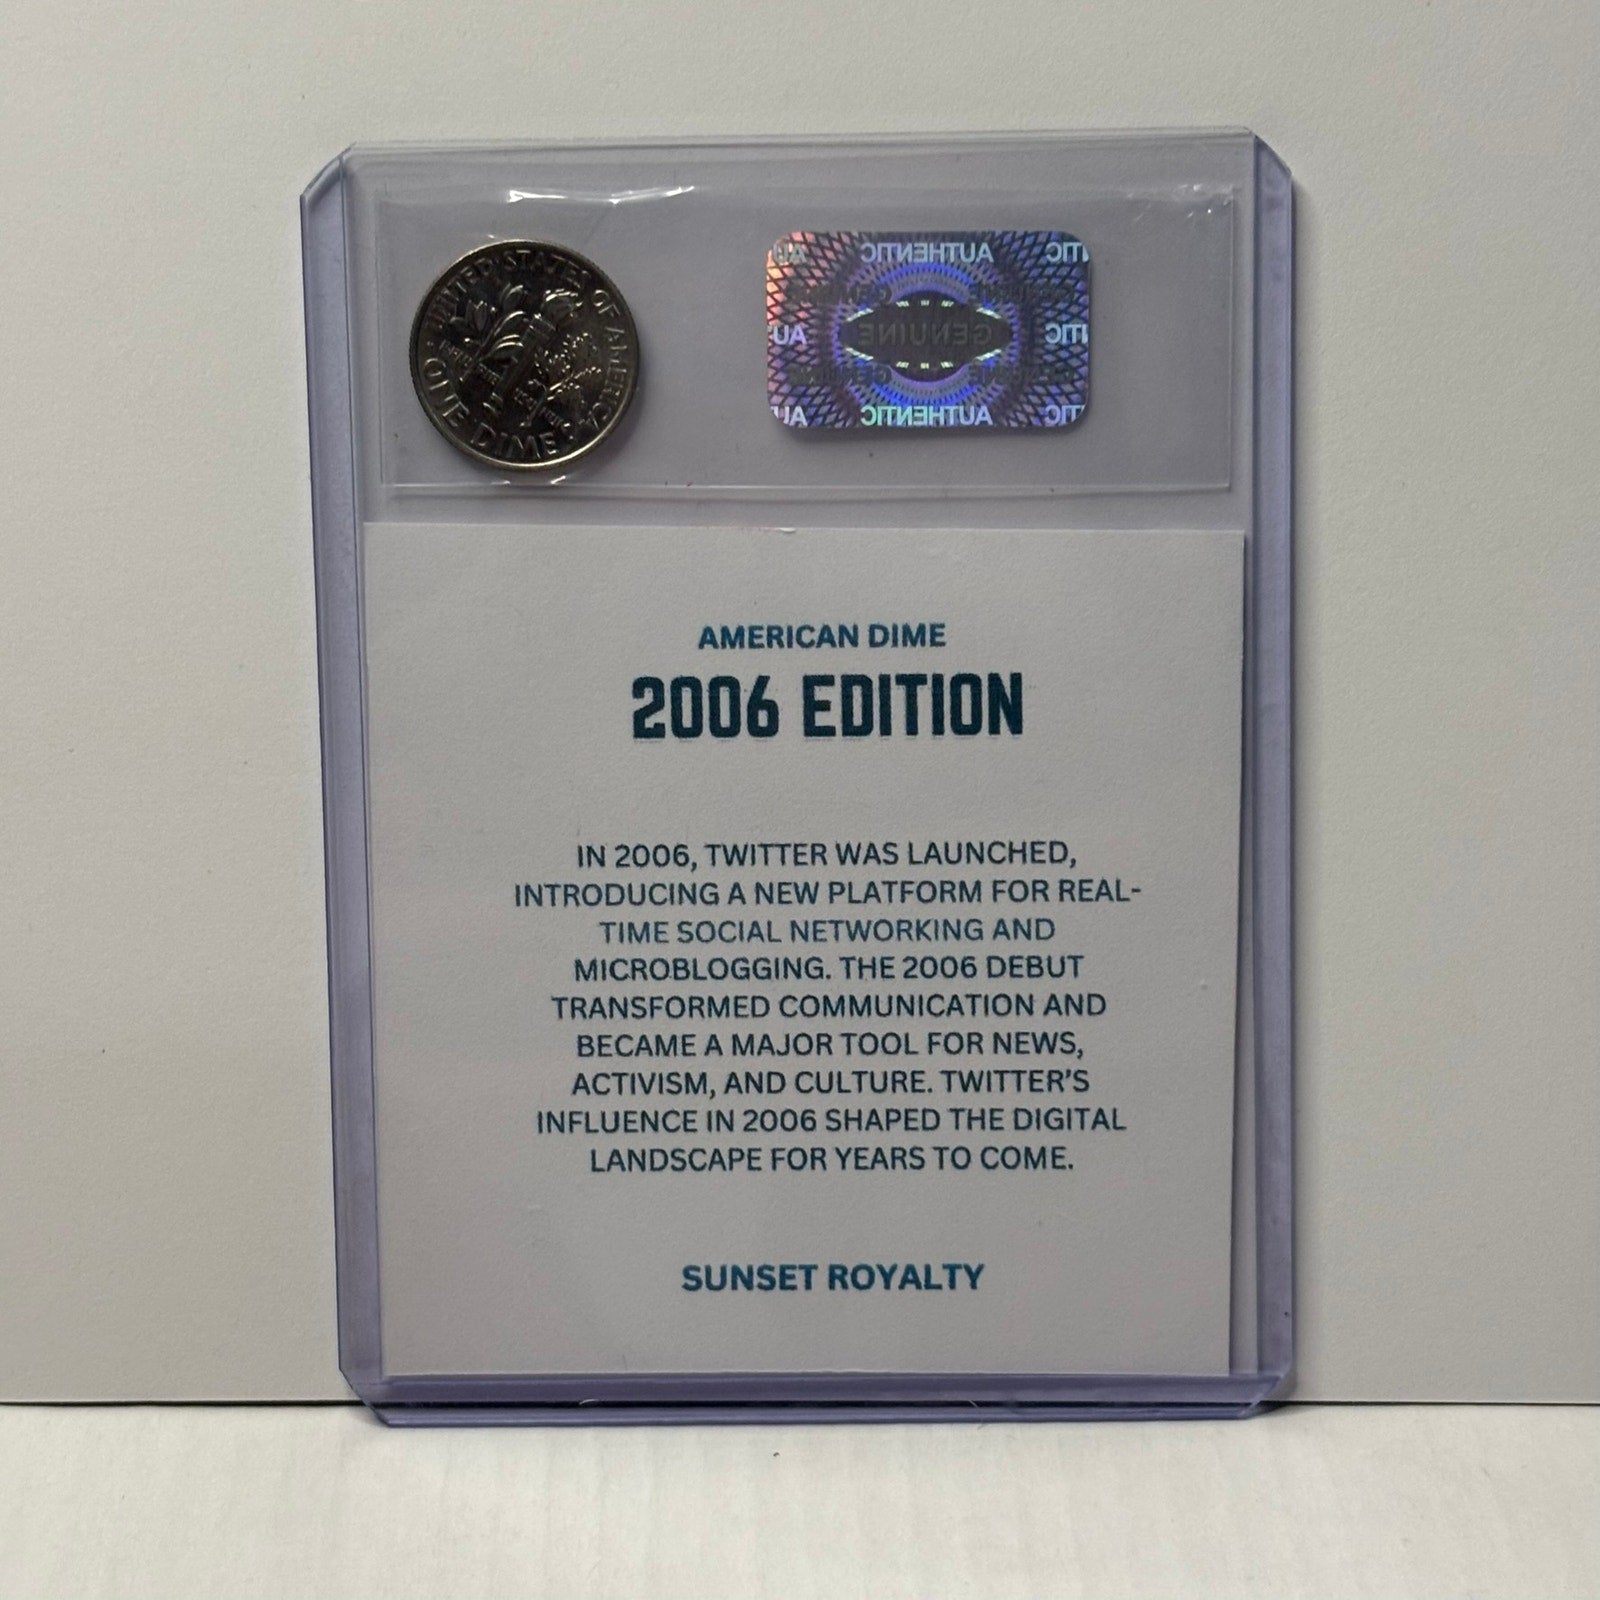 UNITED STATES OF AMERICA
ONE DIME
AUTHENTIC
GENUINE
AUTHENTIC
AMERICAN DIME
2006 EDITION
IN 2006, TWITTER WAS LAUNCHED,
INTRODUCING A NEW PLATFORM FOR REAL-
TIME SOCIAL NETWORKING AND
MICROBLOGGING. THE 2006 DEBUT
TRANSFORMED COMMUNICATION AND
BECAME A MAJOR TOOL FOR NEWS,
ACTIVISM, AND CULTURE. TWITTER'S
INFLUENCE IN 2006 SHAPED THE DIGITAL
LANDSCAPE FOR YEARS TO COME.
SUNSET ROYALTY